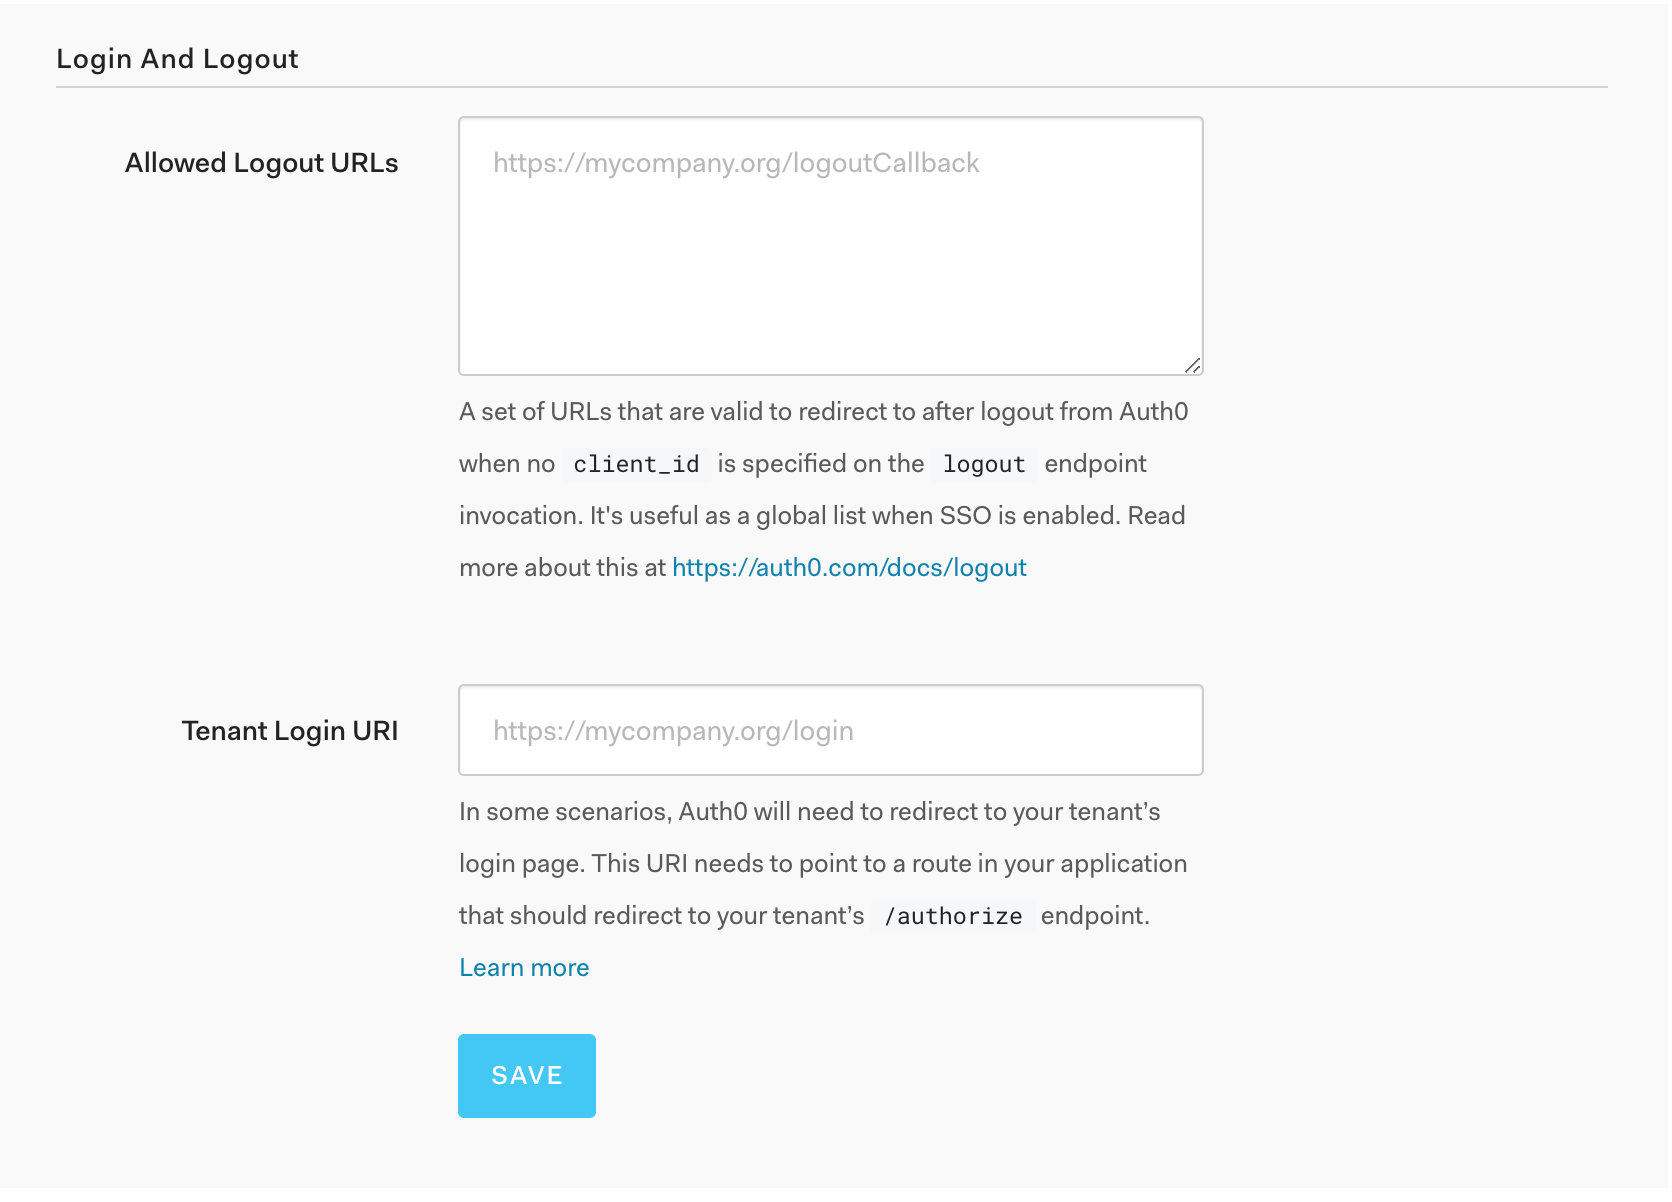 Login And Logout
Allowed Logout URLs
https://mycompany.org/logoutCallback
A set of URLs that are valid to redirect to after logout from Auth0
when no client_id is specified on the logout endpoint
invocation. It's useful as a global list when SSO is enabled. Read
more about this at https://auth0.com/docs/logout
Tenant Login URI
https://mycompany.org/login
In some scenarios, Auth0 will need to redirect to your tenant’s
login page. This URI needs to point to a route in your application
that should redirect to your tenant’s /authorize endpoint.
Learn more
SAVE